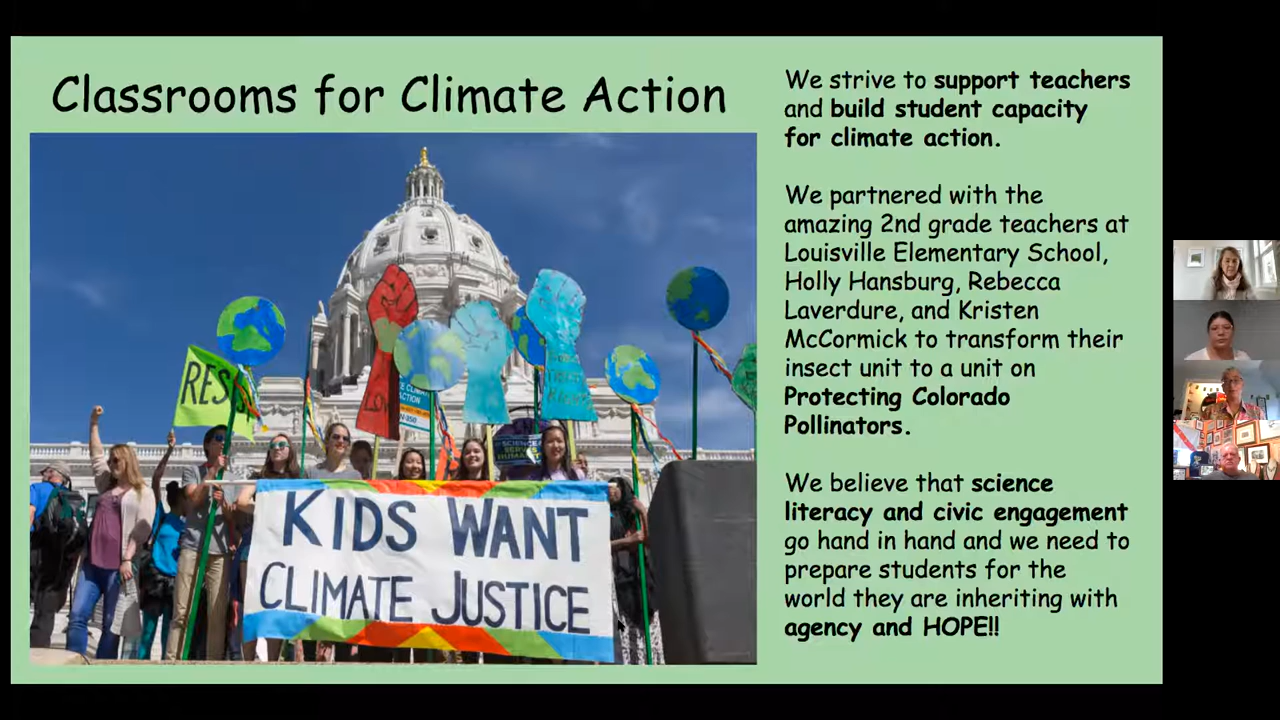 Classrooms for Climate Action
We strive to support teachers
and build student capacity
for climate action.
We partnered with the
amazing 2nd grade teachers at
Louisville Elementary School,
Holly Hansburg, Rebecca
Laverdure, and Kristen
McCormick to transform their
insect unit to a unit on
Protecting Colorado
Pollinators.
We believe that science
literacy and civic engagement
go hand in hand and we need to
prepare students for the
world they are inheriting with
agency and HOPE!!
RES
KIDS WANT
CLIMATE JUSTICE